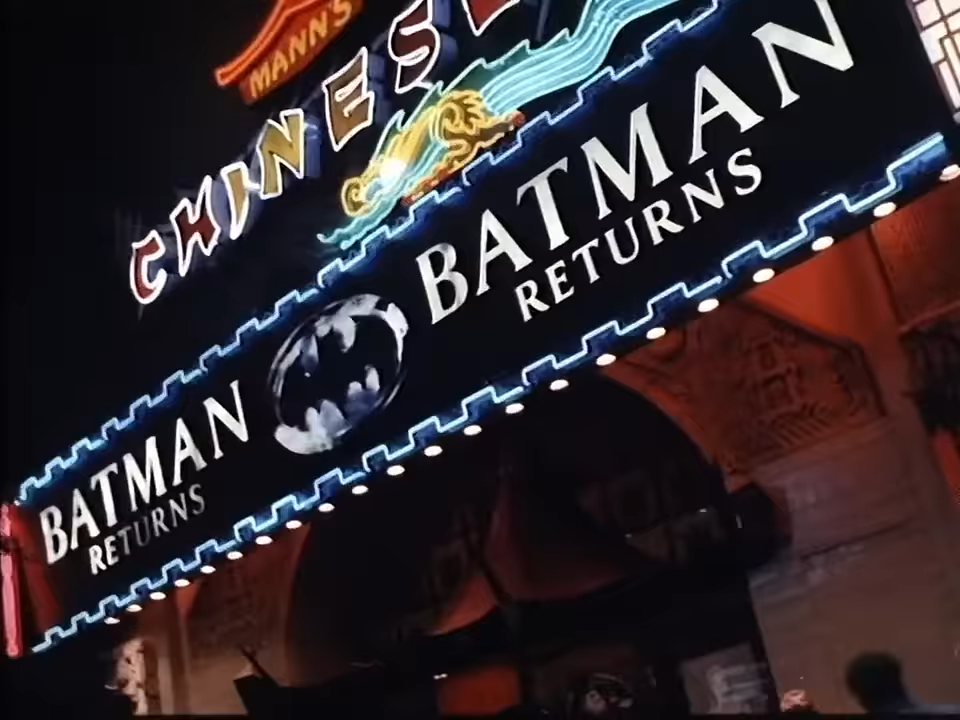 MANN'S
CHINESE
BATMAN
RETURNS
BATMAN
RETURNS